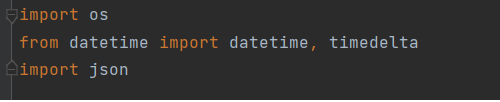 import os
from datetime import datetime, timedelta
import json